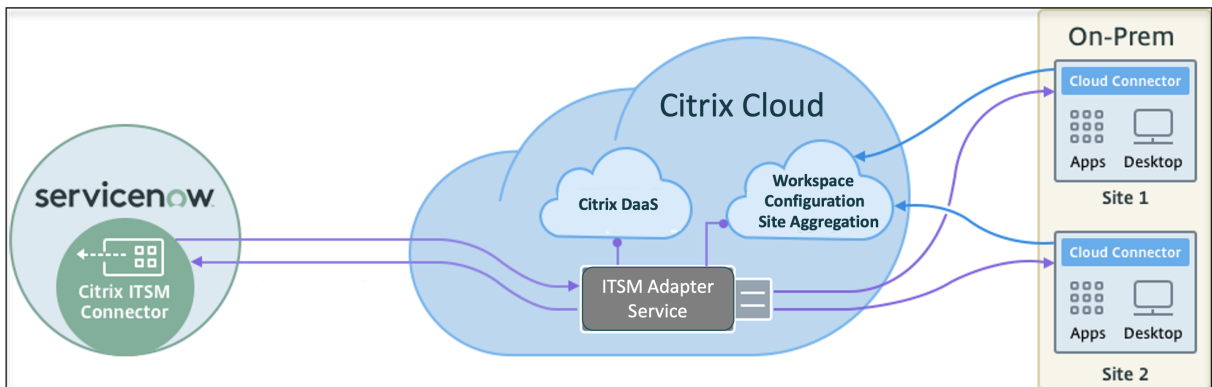 On-Prem
Cloud Connector
Apps
Desktop
Site 1
Citrix Cloud
Workspace
Configuration
Site Aggregation
Citrix DaaS
servicenow
Citrix ITSM
Connector
ITSM Adapter
Service
Cloud Connector
Apps
Desktop
Site 2